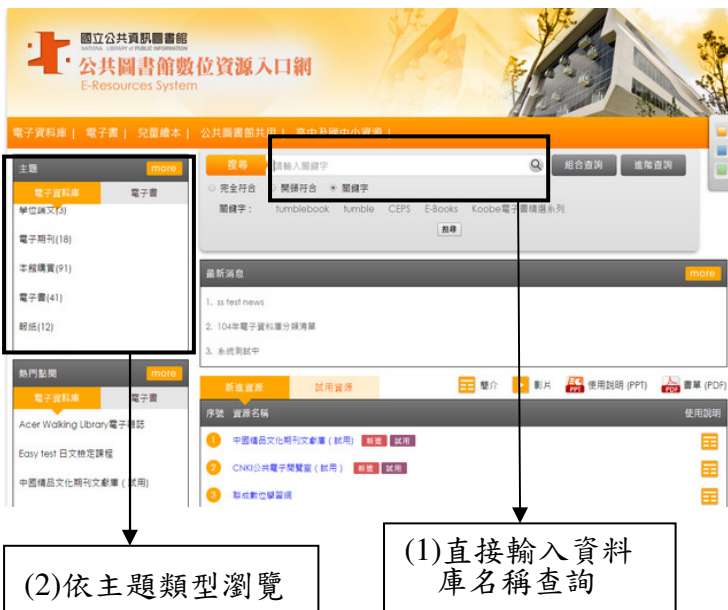 國立公共資訊圖書館
NATIONAL LIBRARY of PUBLIC INFORMATION
公共圖書館數位資源入口網
E-Resources System
電子資料庫 | 電子書 | 兒童繪本 | 公共圖書館共用 | 高中及國中小資源 |
主題 more
電子資料庫 電子書
學位論文(3)
電子期刊(18)
本館購買(91)
電子書(41)
報紙(12)
熱門點閱 more
電子資料庫 電子書
Acer Walking Library電子雜誌
Easy test 日文檢定課程
中國精品文化期刊文獻庫 (試用)
搜尋 請輸入關鍵字 組合查詢 進階查詢
完全符合 開頭符合 關鍵字
關鍵字： tumblebook tumble CEPS E-Books Koobe電子書精選系列
搜尋
最新消息 more
1. ss test news
2. 104年電子資料庫分類清單
3. 系統測試中
新進資源 試用資源 簡介 影片 使用說明 (PPT) 書單 (PDF)
序號 資源名稱 使用說明
1 中國精品文化期刊文獻庫 ( 試用) 新進 試用
2 CNKI公共電子閱覽室 ( 試用 ) 新進 試用
3 聯成數位學習網
(2)依主題類型瀏覽
(1)直接輸入資料
庫名稱查詢